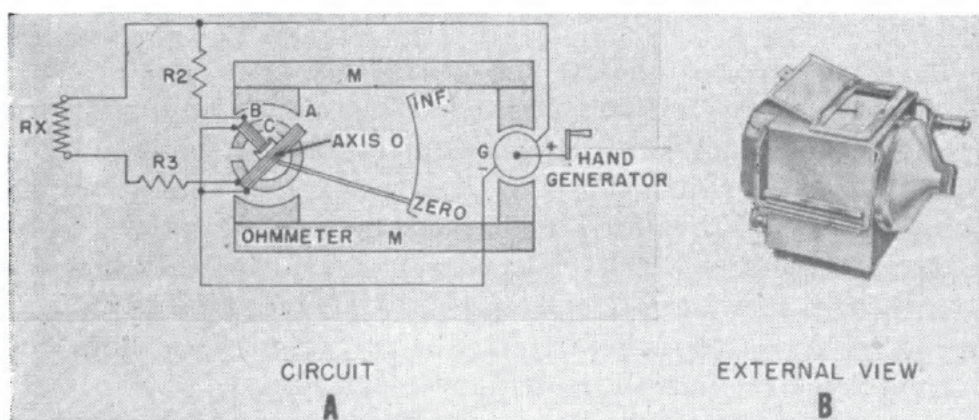 M
R2
INF.
B
A
C
RX
AXIS O
G
+
HAND
GENERATOR
R3
-
ZERO
OHMMETER M
CIRCUIT
EXTERNAL VIEW
A
B